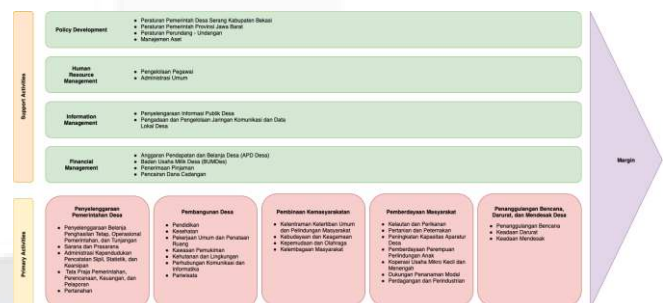 Support Activities
Policy Development
• Peraturan Pemerintah Desa Serang Kabupaten Bekasi
• Peraturan Pemerintah Provinsi Jawa Barat
• Peraturan Perundang - Undangan
• Manajemen Aset
Human
Resource
Management
• Pengelolaan Pegawai
• Administrasi Umum
Information
Management
• Penyelengaraan Informasi Publik Desa
• Pengadaan dan Pengelolaan Jaringan Komunikasi dan Data
Lokal Desa
Financial
Management
• Anggaran Pendapatan dan Belanja Desa (APD Desa)
• Badan Usaha Milik Desa (BUMDes)
• Penerimaan Pinjaman
• Pencairan Dana Cadangan
Margin
Primary Activities
Penyelenggaraan
Pemerintahan Desa
• Penyelenggaraan Belanja
Penghasilan Tetap, Operasional
Pemerintahan, dan Tunjangan
• Sarana dan Prasarana
• Administrasi Kependudukan
Pencatatan Sipil, Statistik, dan
Kearsipan
• Tata Praja Pemerintahan,
Perencanaan, Keuangan, dan
Pelaporan
• Pertanahan
Pembangunan Desa
• Pendidikan
• Kesehatan
• Pekerjaan Umum dan Penataan
Ruang
• Kawasan Pemukiman
• Kehutanan dan Lingkungan
• Perhubungan Komunikasi dan
Informatika
• Pariwisata
Pembinaan Kemasyarakatan
• Ketentraman Ketertiban Umum
dan Pelindungan Masyarakat
• Kebudayaan dan Keagamaan
• Kepemudaan dan Olahraga
• Kelembagaan Masyarakat
Pemberdayaan Masyarakat
• Kelautan dan Perikanan
• Pertanian dan Peternakan
• Peningkatan Kapasitas Aparatur
Desa
• Pemberdayaan Perempuan
Perlindungan Anak
• Koperasi Usaha Mikro Kecil dan
Menengah
• Dukungan Penanaman Modal
• Perdagangan dan Perindustrian
Penanggulangan Bencana,
Darurat, dan Mendesak Desa
• Penanggulangan Bencana
• Keadaan Darurat
• Keadaan Mendesak